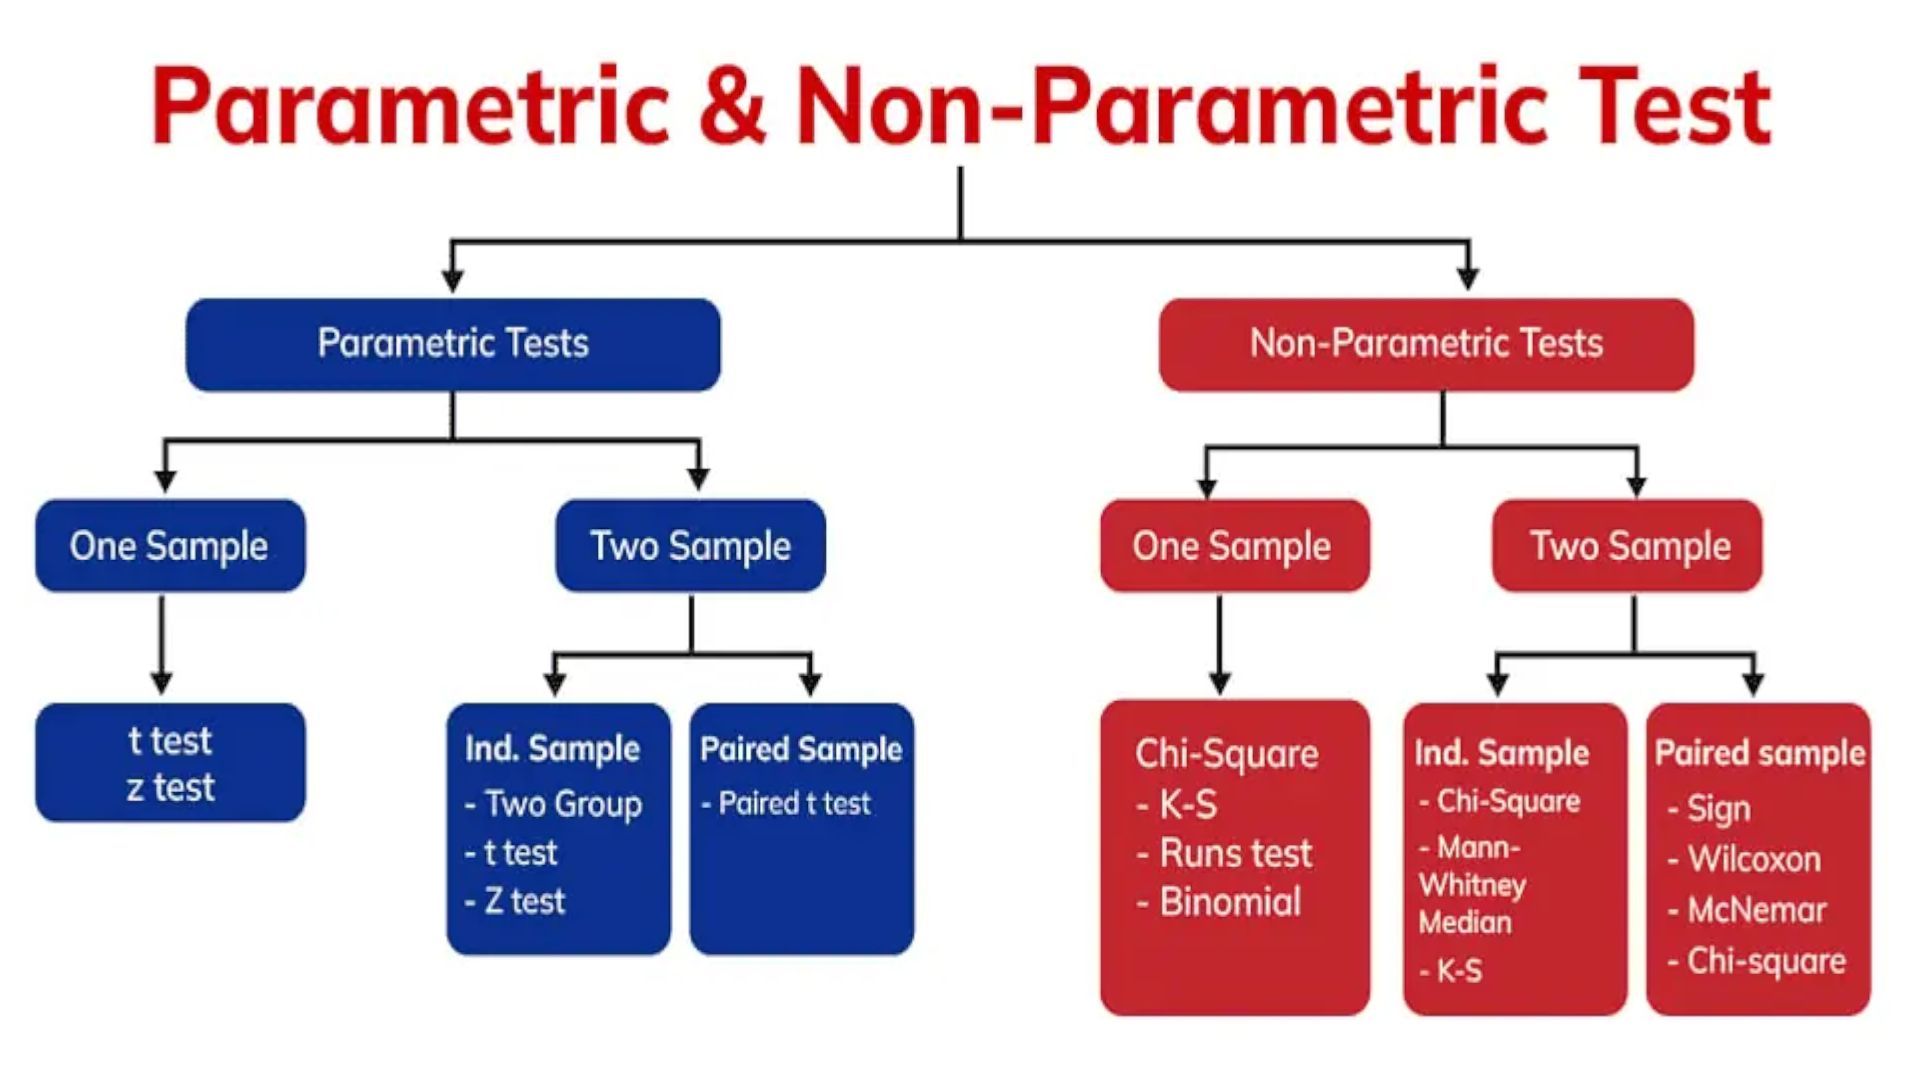 Parametric & Non-Parametric Test
Parametric Tests
Non-Parametric Tests
One Sample
Two Sample
One Sample
Two Sample
t test
z test
Ind. Sample
- Two Group
- t test
- Z test
Paired Sample
- Paired t test
Chi-Square
- K-S
- Runs test
- Binomial
Ind. Sample
- Chi-Square
- Mann-
Whitney
Median
- K-S
Paired sample
- Sign
- Wilcoxon
- McNemar
- Chi-square